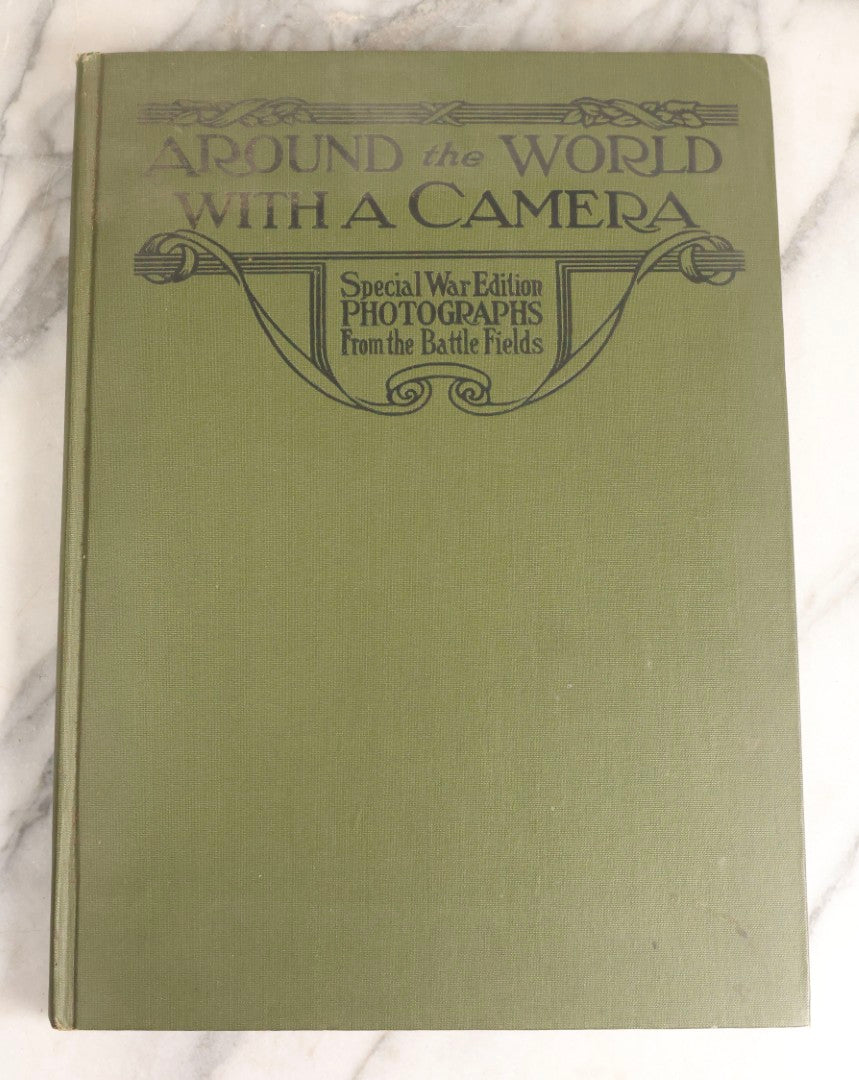 AROUND the WORLD
WITH A CAMERA
Special War Edition
PHOTOGRAPHS
From the Battle Fields